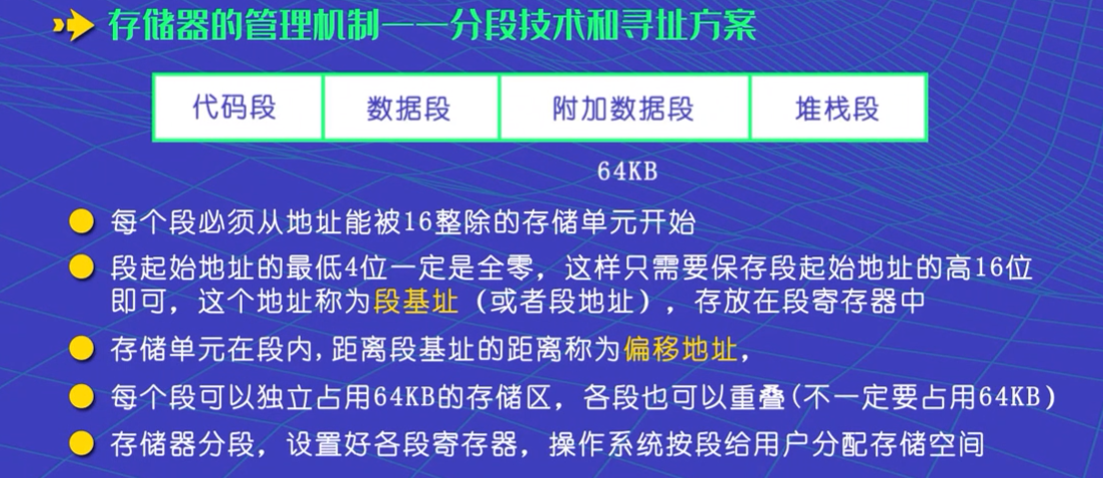 存储器的管理机制——分段技术和寻址方案
代码段 数据段 附加数据段 堆栈段
64KB
每个段必须从地址能被16整除的存储单元开始
段起始地址的最低4位一定是全零，这样只需要保存段起始地址的高16位
即可，这个地址称为段基址（或者段地址），存放在段寄存器中
存储单元在段内,距离段基址的距离称为偏移地址，
每个段可以独立占用64KB的存储区，各段也可以重叠(不一定要占用64KB)
存储器分段，设置好各段寄存器，操作系统按段给用户分配存储空间